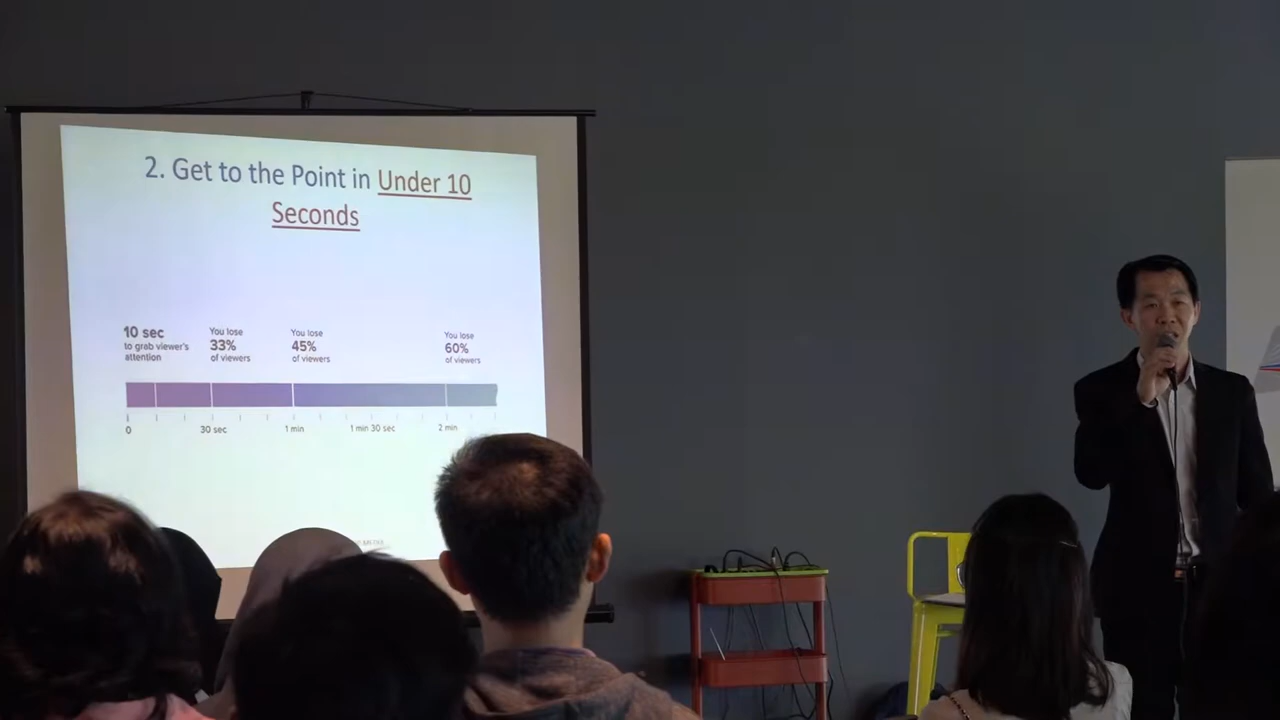 2. Get to the Point in Under 10
Seconds
10 sec
to grab viewer's
attention
You lose
33%
of viewers
You lose
45%
of viewers
You lose
60%
of viewers
0
30 sec
1 min
1 min 30 sec
2 min